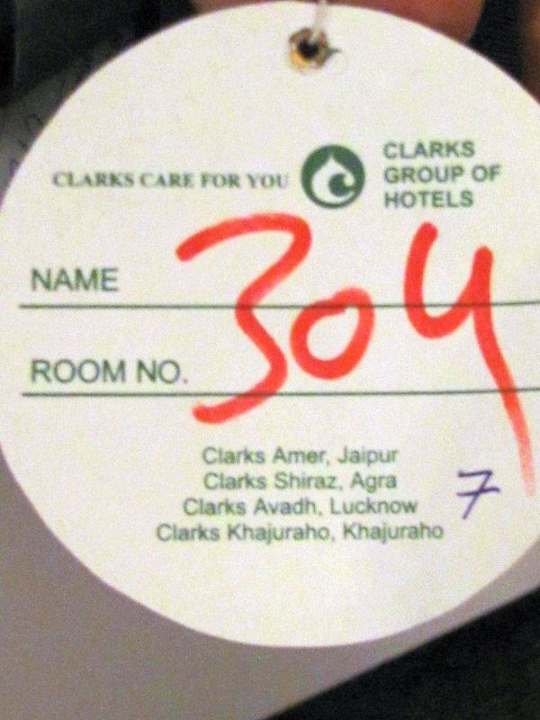 CLARKS CARE FOR YOU
CLARKS
GROUP OF
HOTELS
NAME
304
ROOM NO.
Clarks Amer, Jaipur
Clarks Shiraz, Agra
Clarks Avadh, Lucknow
Clarks Khajuraho, Khajuraho
7